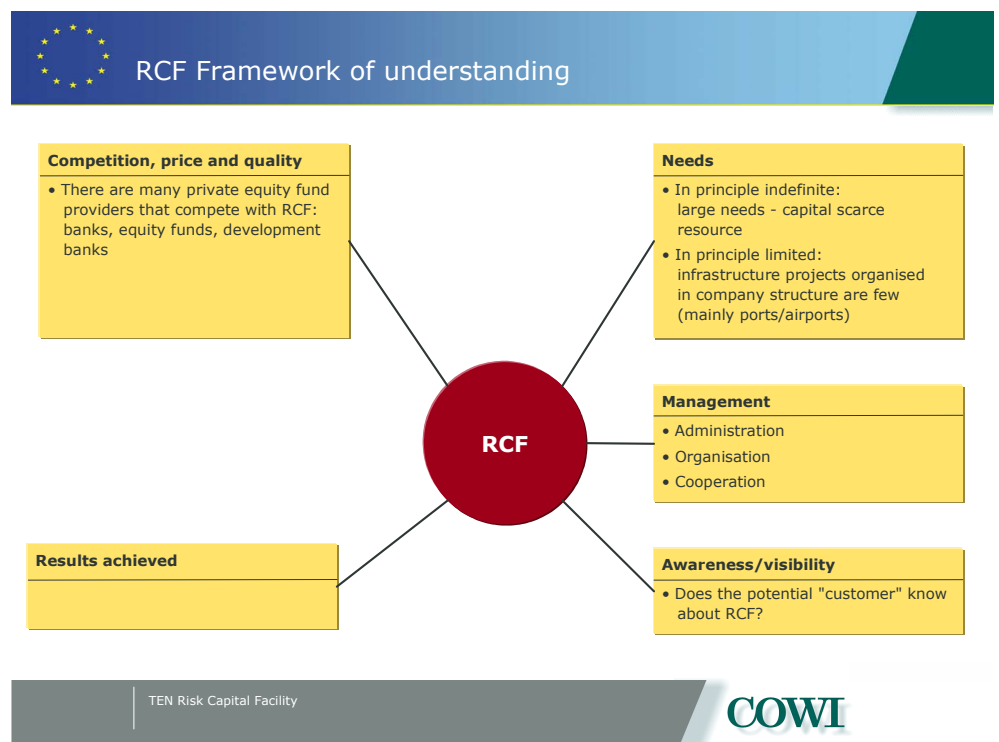 RCF Framework of understanding
Competition, price and quality
• There are many private equity fund
providers that compete with RCF:
banks, equity funds, development
banks
Needs
• In principle indefinite:
large needs - capital scarce
resource
• In principle limited:
infrastructure projects organised
in company structure are few
(mainly ports/airports)
RCF
Management
• Administration
• Organisation
• Cooperation
Results achieved
Awareness/visibility
• Does the potential "customer" know
about RCF?
TEN Risk Capital Facility
COWI